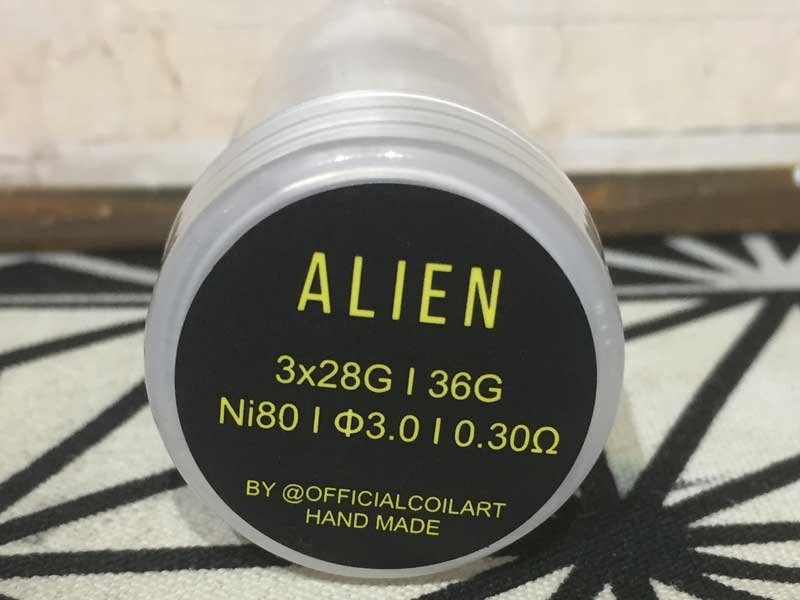 ALIEN
3x28G I 36G
Ni80 I Φ3.0 I 0.30Ω
BY @OFFICIALCOILART
HAND MADE